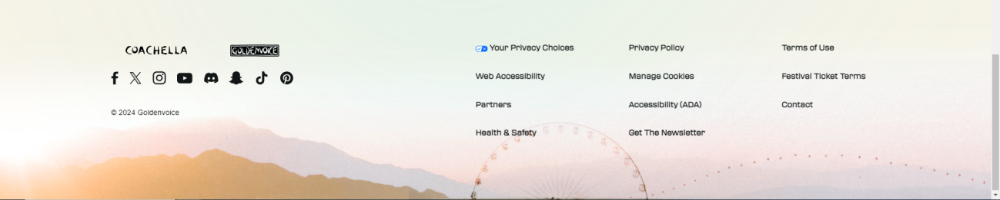 COACHELLA
GOLDENVOICE
© 2024 Goldenvoice
Your Privacy Choices
Privacy Policy
Terms of Use
Web Accessibility
Manage Cookies
Festival Ticket Terms
Partners
Accessibility (ADA)
Contact
Health & Safety
Get The Newsletter